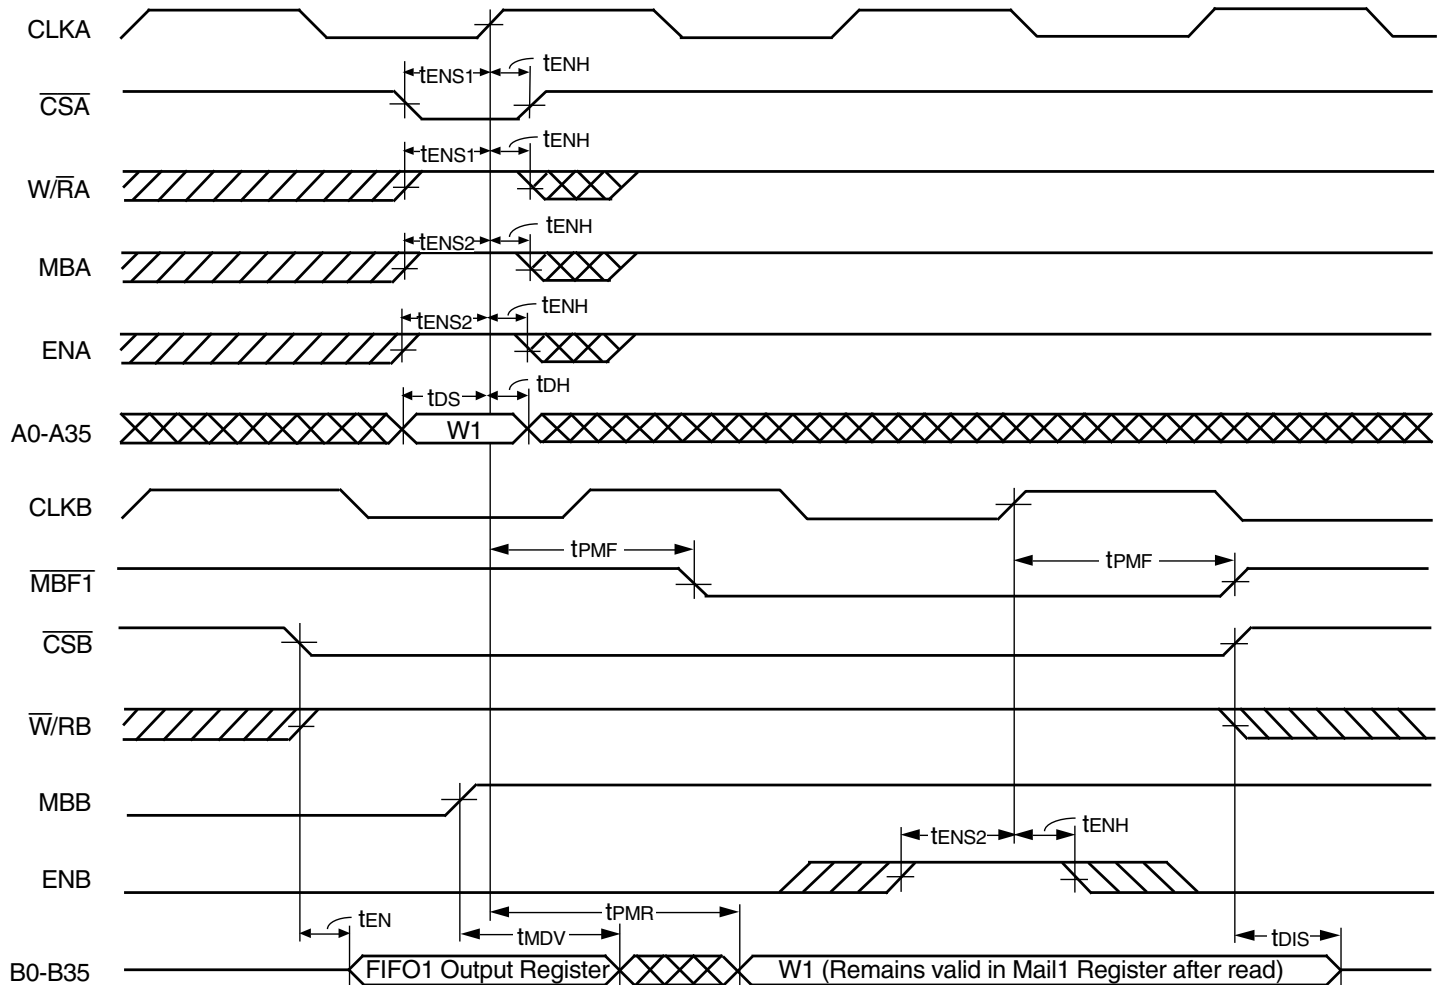 CLKA
tENS1 tENH
CSA
tENS1 tENH
W/RA
tENS2 tENH
MBA
tENS2 tENH
ENA
tDS tDH
A0-A35 W1
CLKB
tPMF tPMF
MBF1
CSB
W/RB
MBB
tENS2 tENH
ENB
tEN tPMR
tMDV tDIS
B0-B35 FIFO1 Output Register W1 (Remains valid in Mail1 Register after read)